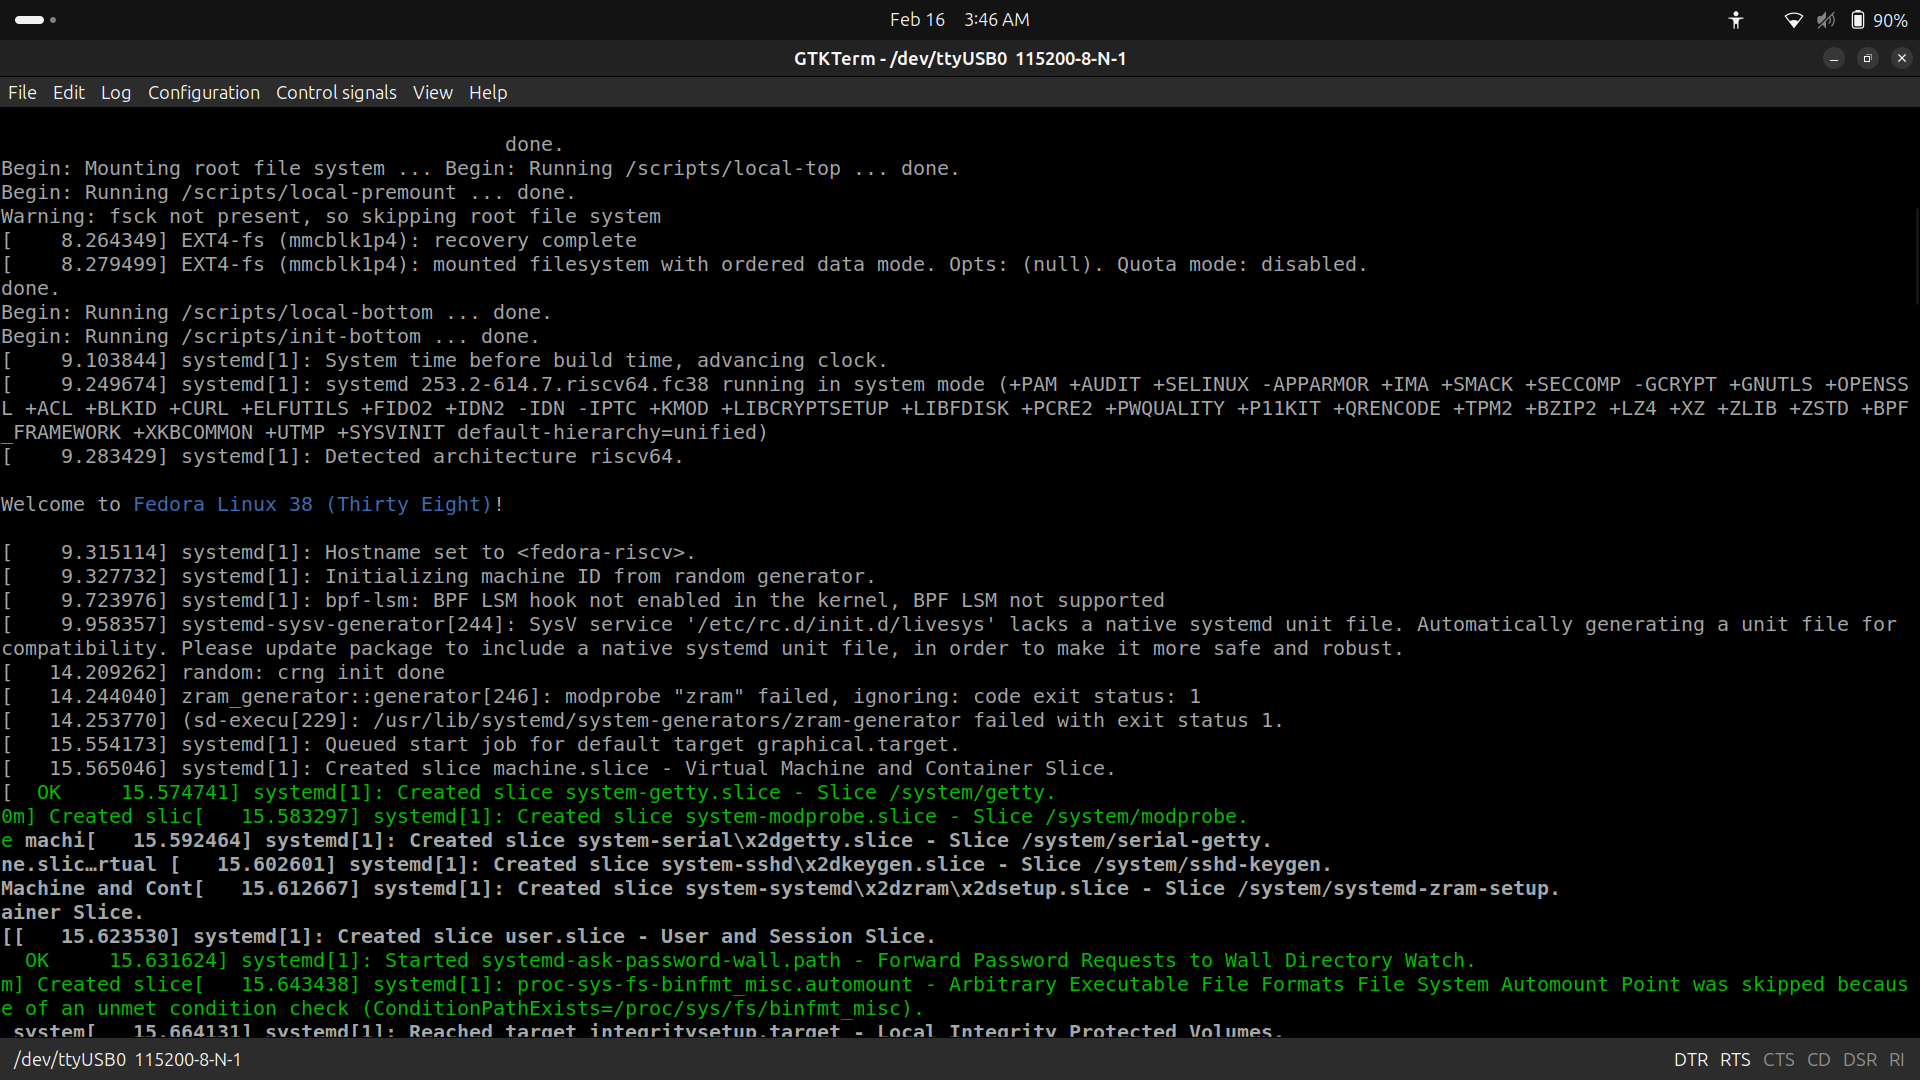 Feb 16 3:46 AM
90%
GTKTerm - /dev/ttyUSB0 115200-8-N-1
File Edit Log Configuration Control signals View Help
done.
Begin: Mounting root file system ... Begin: Running /scripts/local-top ... done.
Begin: Running /scripts/local-premount ... done.
Warning: fsck not present, so skipping root file system
[    8.264349] EXT4-fs (mmcblk1p4): recovery complete
[    8.279499] EXT4-fs (mmcblk1p4): mounted filesystem with ordered data mode. Opts: (null). Quota mode: disabled.
done.
Begin: Running /scripts/local-bottom ... done.
Begin: Running /scripts/init-bottom ... done.
[    9.103844] systemd[1]: System time before build time, advancing clock.
[    9.249674] systemd[1]: systemd 253.2-614.7.riscv64.fc38 running in system mode (+PAM +AUDIT +SELINUX -APPARMOR +IMA +SMACK +SECCOMP -GCRYPT +GNUTLS +OPENSS
L +ACL +BLKID +CURL +ELFUTILS +FIDO2 +IDN2 -IDN -IPTC +KMOD +LIBCRYPTSETUP +LIBFDISK +PCRE2 +PWQUALITY +P11KIT +QRENCODE +TPM2 +BZIP2 +LZ4 +XZ +ZLIB +ZSTD +BPF
_FRAMEWORK +XKBCOMMON +UTMP +SYSVINIT default-hierarchy=unified)
[    9.283429] systemd[1]: Detected architecture riscv64.
Welcome to Fedora Linux 38 (Thirty Eight)!
[    9.315114] systemd[1]: Hostname set to <fedora-riscv>.
[    9.327732] systemd[1]: Initializing machine ID from random generator.
[    9.723976] systemd[1]: bpf-lsm: BPF LSM hook not enabled in the kernel, BPF LSM not supported
[    9.958357] systemd-sysv-generator[244]: SysV service '/etc/rc.d/init.d/livesys' lacks a native systemd unit file. Automatically generating a unit file for
compatibility. Please update package to include a native systemd unit file, in order to make it more safe and robust.
[   14.209262] random: crng init done
[   14.244040] zram_generator::generator[246]: modprobe "zram" failed, ignoring: code exit status: 1
[   14.253770] (sd-execu[229]: /usr/lib/systemd/system-generators/zram-generator failed with exit status 1.
[   15.554173] systemd[1]: Queued start job for default target graphical.target.
[   15.565046] systemd[1]: Created slice machine.slice - Virtual Machine and Container Slice.
[  OK     15.574741] systemd[1]: Created slice system-getty.slice - Slice /system/getty.
0m] Created slic[   15.583297] systemd[1]: Created slice system-modprobe.slice - Slice /system/modprobe.
e machi[   15.592464] systemd[1]: Created slice system-serial\x2dgetty.slice - Slice /system/serial-getty.
ne.slic…rtual [   15.602601] systemd[1]: Created slice system-sshd\x2dkeygen.slice - Slice /system/sshd-keygen.
Machine and Cont[   15.612667] systemd[1]: Created slice system-systemd\x2dzram\x2dsetup.slice - Slice /system/systemd-zram-setup.
ainer Slice.
[[   15.623530] systemd[1]: Created slice user.slice - User and Session Slice.
  OK     15.631624] systemd[1]: Started systemd-ask-password-wall.path - Forward Password Requests to Wall Directory Watch.
m] Created slice[   15.643438] systemd[1]: proc-sys-fs-binfmt_misc.automount - Arbitrary Executable File Formats File System Automount Point was skipped becaus
e of an unmet condition check (ConditionPathExists=/proc/sys/fs/binfmt_misc).
 system[   15.664131] systemd[1]: Reached target integritysetup.target - Local Integrity Protected Volumes.
/dev/ttyUSB0 115200-8-N-1
DTR RTS CTS CD DSR RI